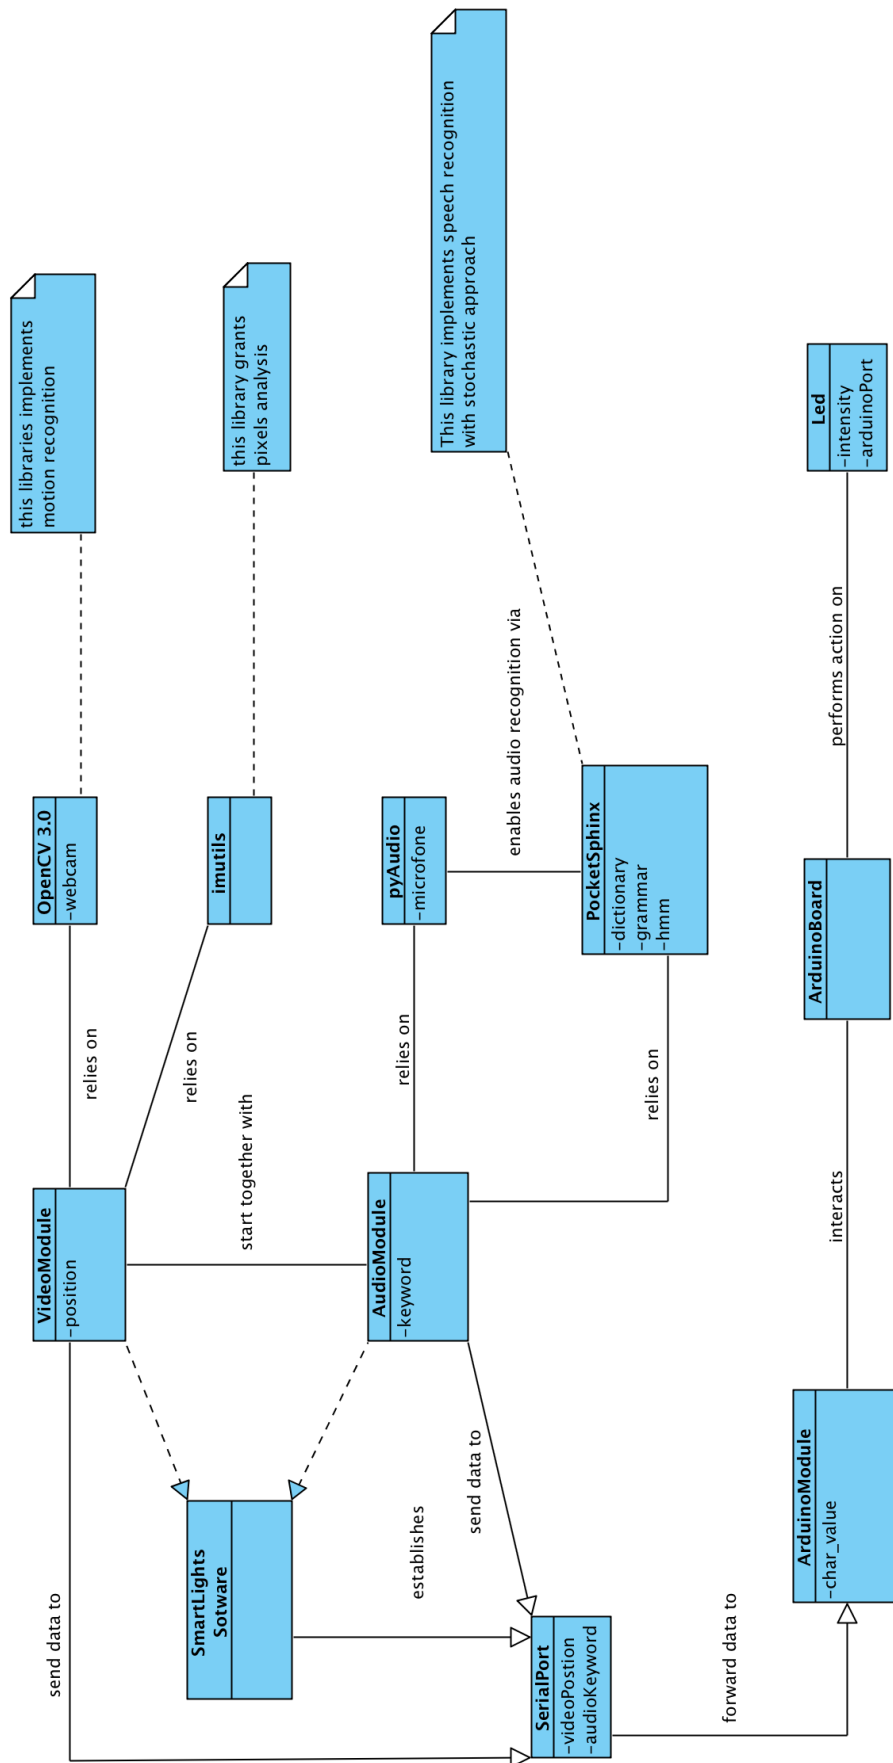 this libraries implements
motion recognition
this library grants
pixels analysis
This library implements speech recognition
with stochastic approach
OpenCV 3.0
-webcam
imutils
pyAudio
-microfone
enables audio recognition via
PocketSphinx
-dictionary
-grammar
-hmm
Led
-intensity
-arduinoPort
performs action on
ArduinoBoard
relies on
relies on
relies on
relies on
start together with
VideoModule
-position
AudioModule
-keyword
interacts
ArduinoModule
-char_value
SmartLights
Sotware
establishes
send data to
send data to
SerialPort
-videoPostion
-audioKeyword
forward data to